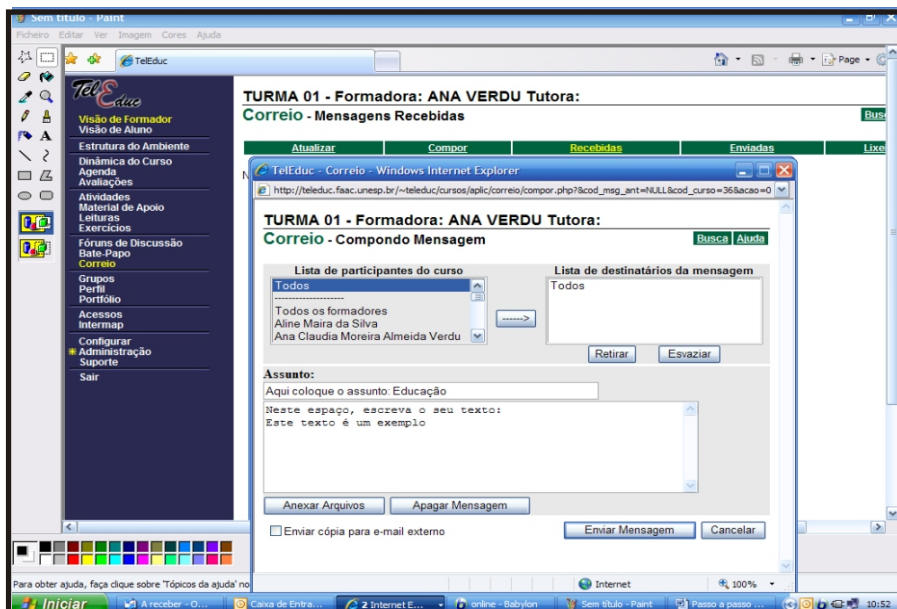 Sem título - Paint
Ficheiro Editar Ver Imagem Cores Ajuda
TelEduc
Page
TelEduc
Visão de Formador
Visão de Aluno
Estrutura do Ambiente
Dinâmica do Curso
Agenda
Avaliações
Atividades
Material de Apoio
Leituras
Exercícios
Fóruns de Discussão
Bate-Papo
Correio
Grupos
Perfil
Portfólio
Acessos
Intermap
Configurar
Administração
Suporte
Sair
TURMA 01 - Formadora: ANA VERDU Tutora:
Correio - Mensagens Recebidas
Atualizar Compor Recebidas Enviadas
TelEduc - Correio - Windows Internet Explorer
http://teleduc.faac.unesp.br/~teleduc/cursos/aplic/correio/compor.php?&cod_msg_ant=NULL&cod_curso=36&acao=0
TURMA 01 - Formadora: ANA VERDU Tutora:
Correio - Compondo Mensagem
Busca Ajuda
Lista de participantes do curso
Todos
--------------------
Todos os formadores
Aline Maira da Silva
Ana Claudia Moreira Almeida Verdu
------>
Lista de destinatários da mensagem
Todos
Retirar Esvaziar
Assunto:
Aqui coloque o assunto: Educação
Neste espaço, escreva o seu texto:
Este texto é um exemplo
Anexar Arquivos Apagar Mensagem
Enviar cópia para e-mail externo
Enviar Mensagem Cancelar
Internet 100%
Para obter ajuda, faça clique sobre 'Tópicos da ajuda' no
Iniciar A receber - O... Caixa de Entra... 2 Internet E... online - Babylon Sem título - Paint Passo a passo ... 10:52